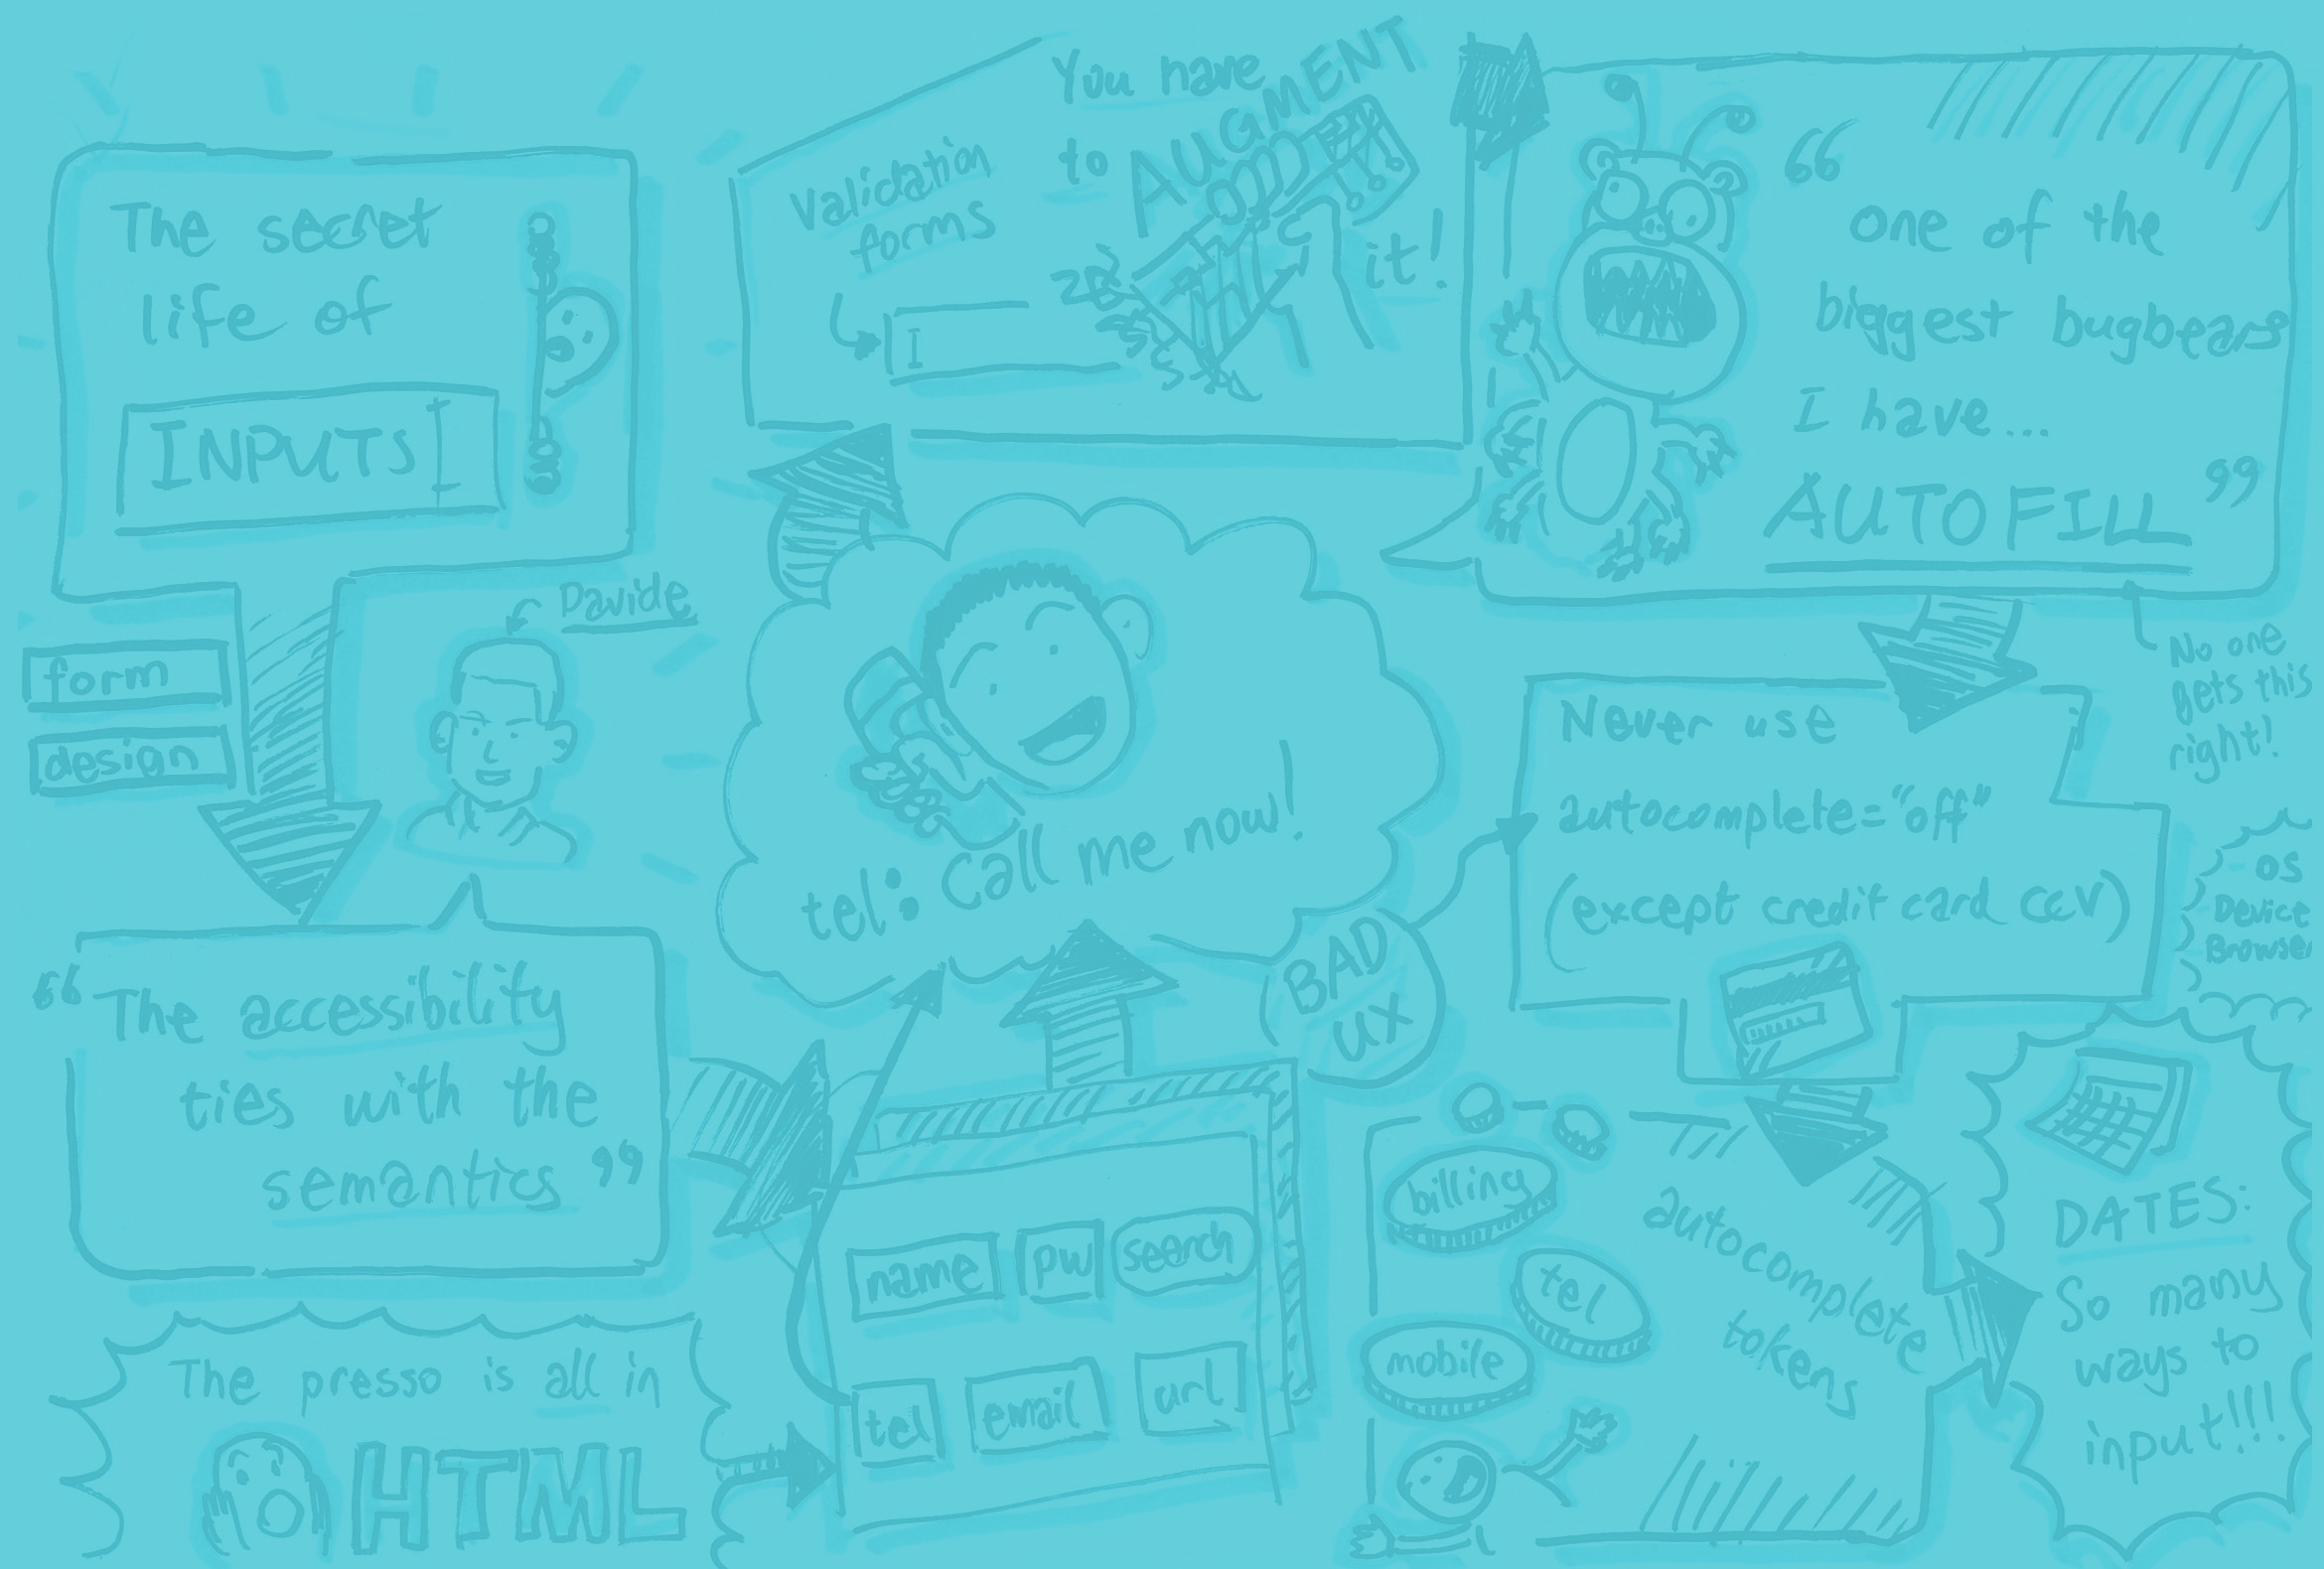 The secret
life of
INPUTS
form
design
Davide
"The accessibility
ties with the
semantics"
The presso is all in
HTML
name
pw
search
tel
email
url
tel: Call me now!
Validation
forms
I
You have
to AUGMENT
it!
"
one of the
biggest bugbears
I have...
AUTOFILL"
No one
gets this
right!
Never use
autocomplete="off"
(except credit card CCV)
BAD
UX
OS
Device
Browser
billing
tel
mobile
autocomplete
tokens
DATES:
So many
ways to
input!!!